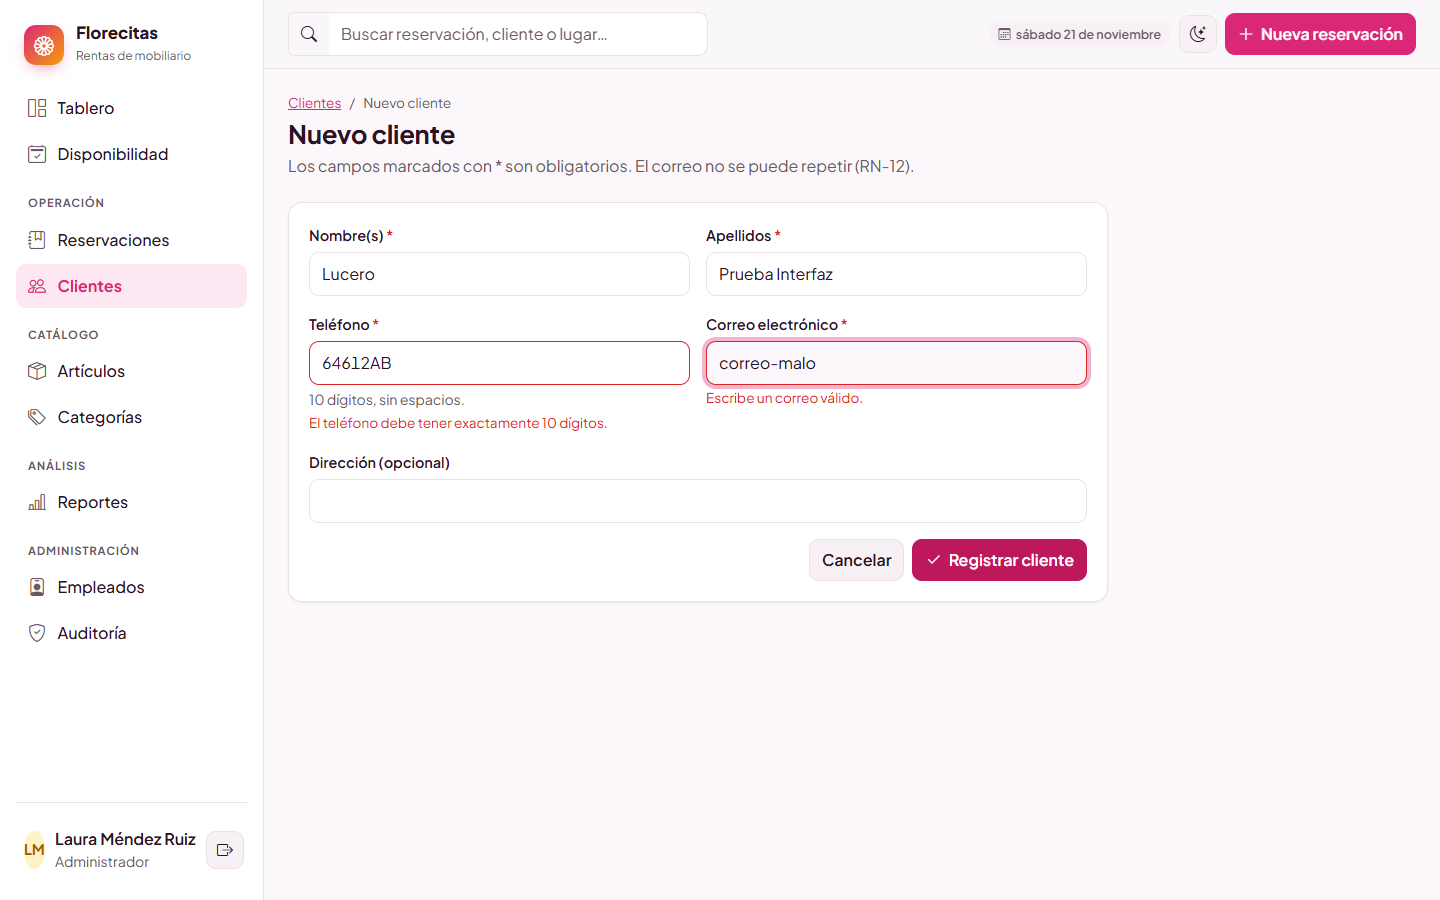 Florecitas
Rentas de mobiliario
Tablero
Disponibilidad
OPERACIÓN
Reservaciones
Clientes
CATÁLOGO
Artículos
Categorías
ANÁLISIS
Reportes
ADMINISTRACIÓN
Empleados
Auditoría
LM
Laura Méndez Ruiz
Administrador
Buscar reservación, cliente o lugar...
sábado 21 de noviembre
Nueva reservación
Clientes / Nuevo cliente
Nuevo cliente
Los campos marcados con * son obligatorios. El correo no se puede repetir (RN-12).
Nombre(s) *
Lucero
Apellidos *
Prueba Interfaz
Teléfono *
64612AB
10 dígitos, sin espacios.
El teléfono debe tener exactamente 10 dígitos.
Correo electrónico *
correo-malo
Escribe un correo válido.
Dirección (opcional)
Cancelar
Registrar cliente